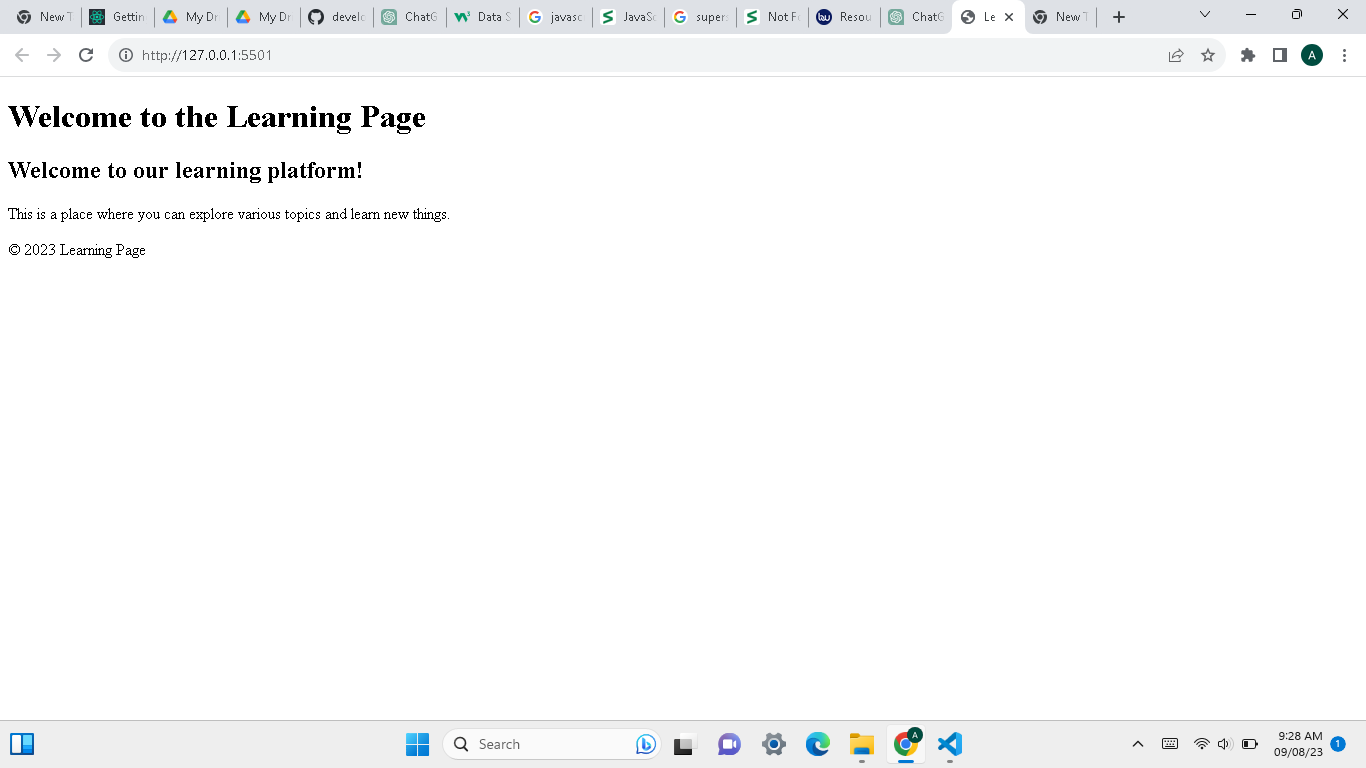 New T
Gettin
My Dr
My Dr
develo
ChatG
Data S
javasc
JavaSc
supers
Not fo
Resou
ChatG
Le
New T
http://127.0.0.1:5501
A
Welcome to the Learning Page
Welcome to our learning platform!
This is a place where you can explore various topics and learn new things.
© 2023 Learning Page
Search
A
9:28 AM
09/08/23
1